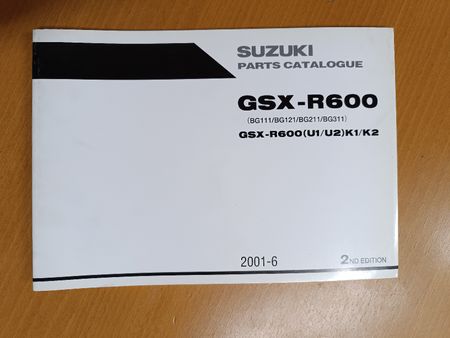 SUZUKI
PARTS CATALOGUE
GSX-R600
(BG111/BG121/BG211/BG311)
GSX-R600(U1/U2)K1/K2
2001-6
2ND EDITION